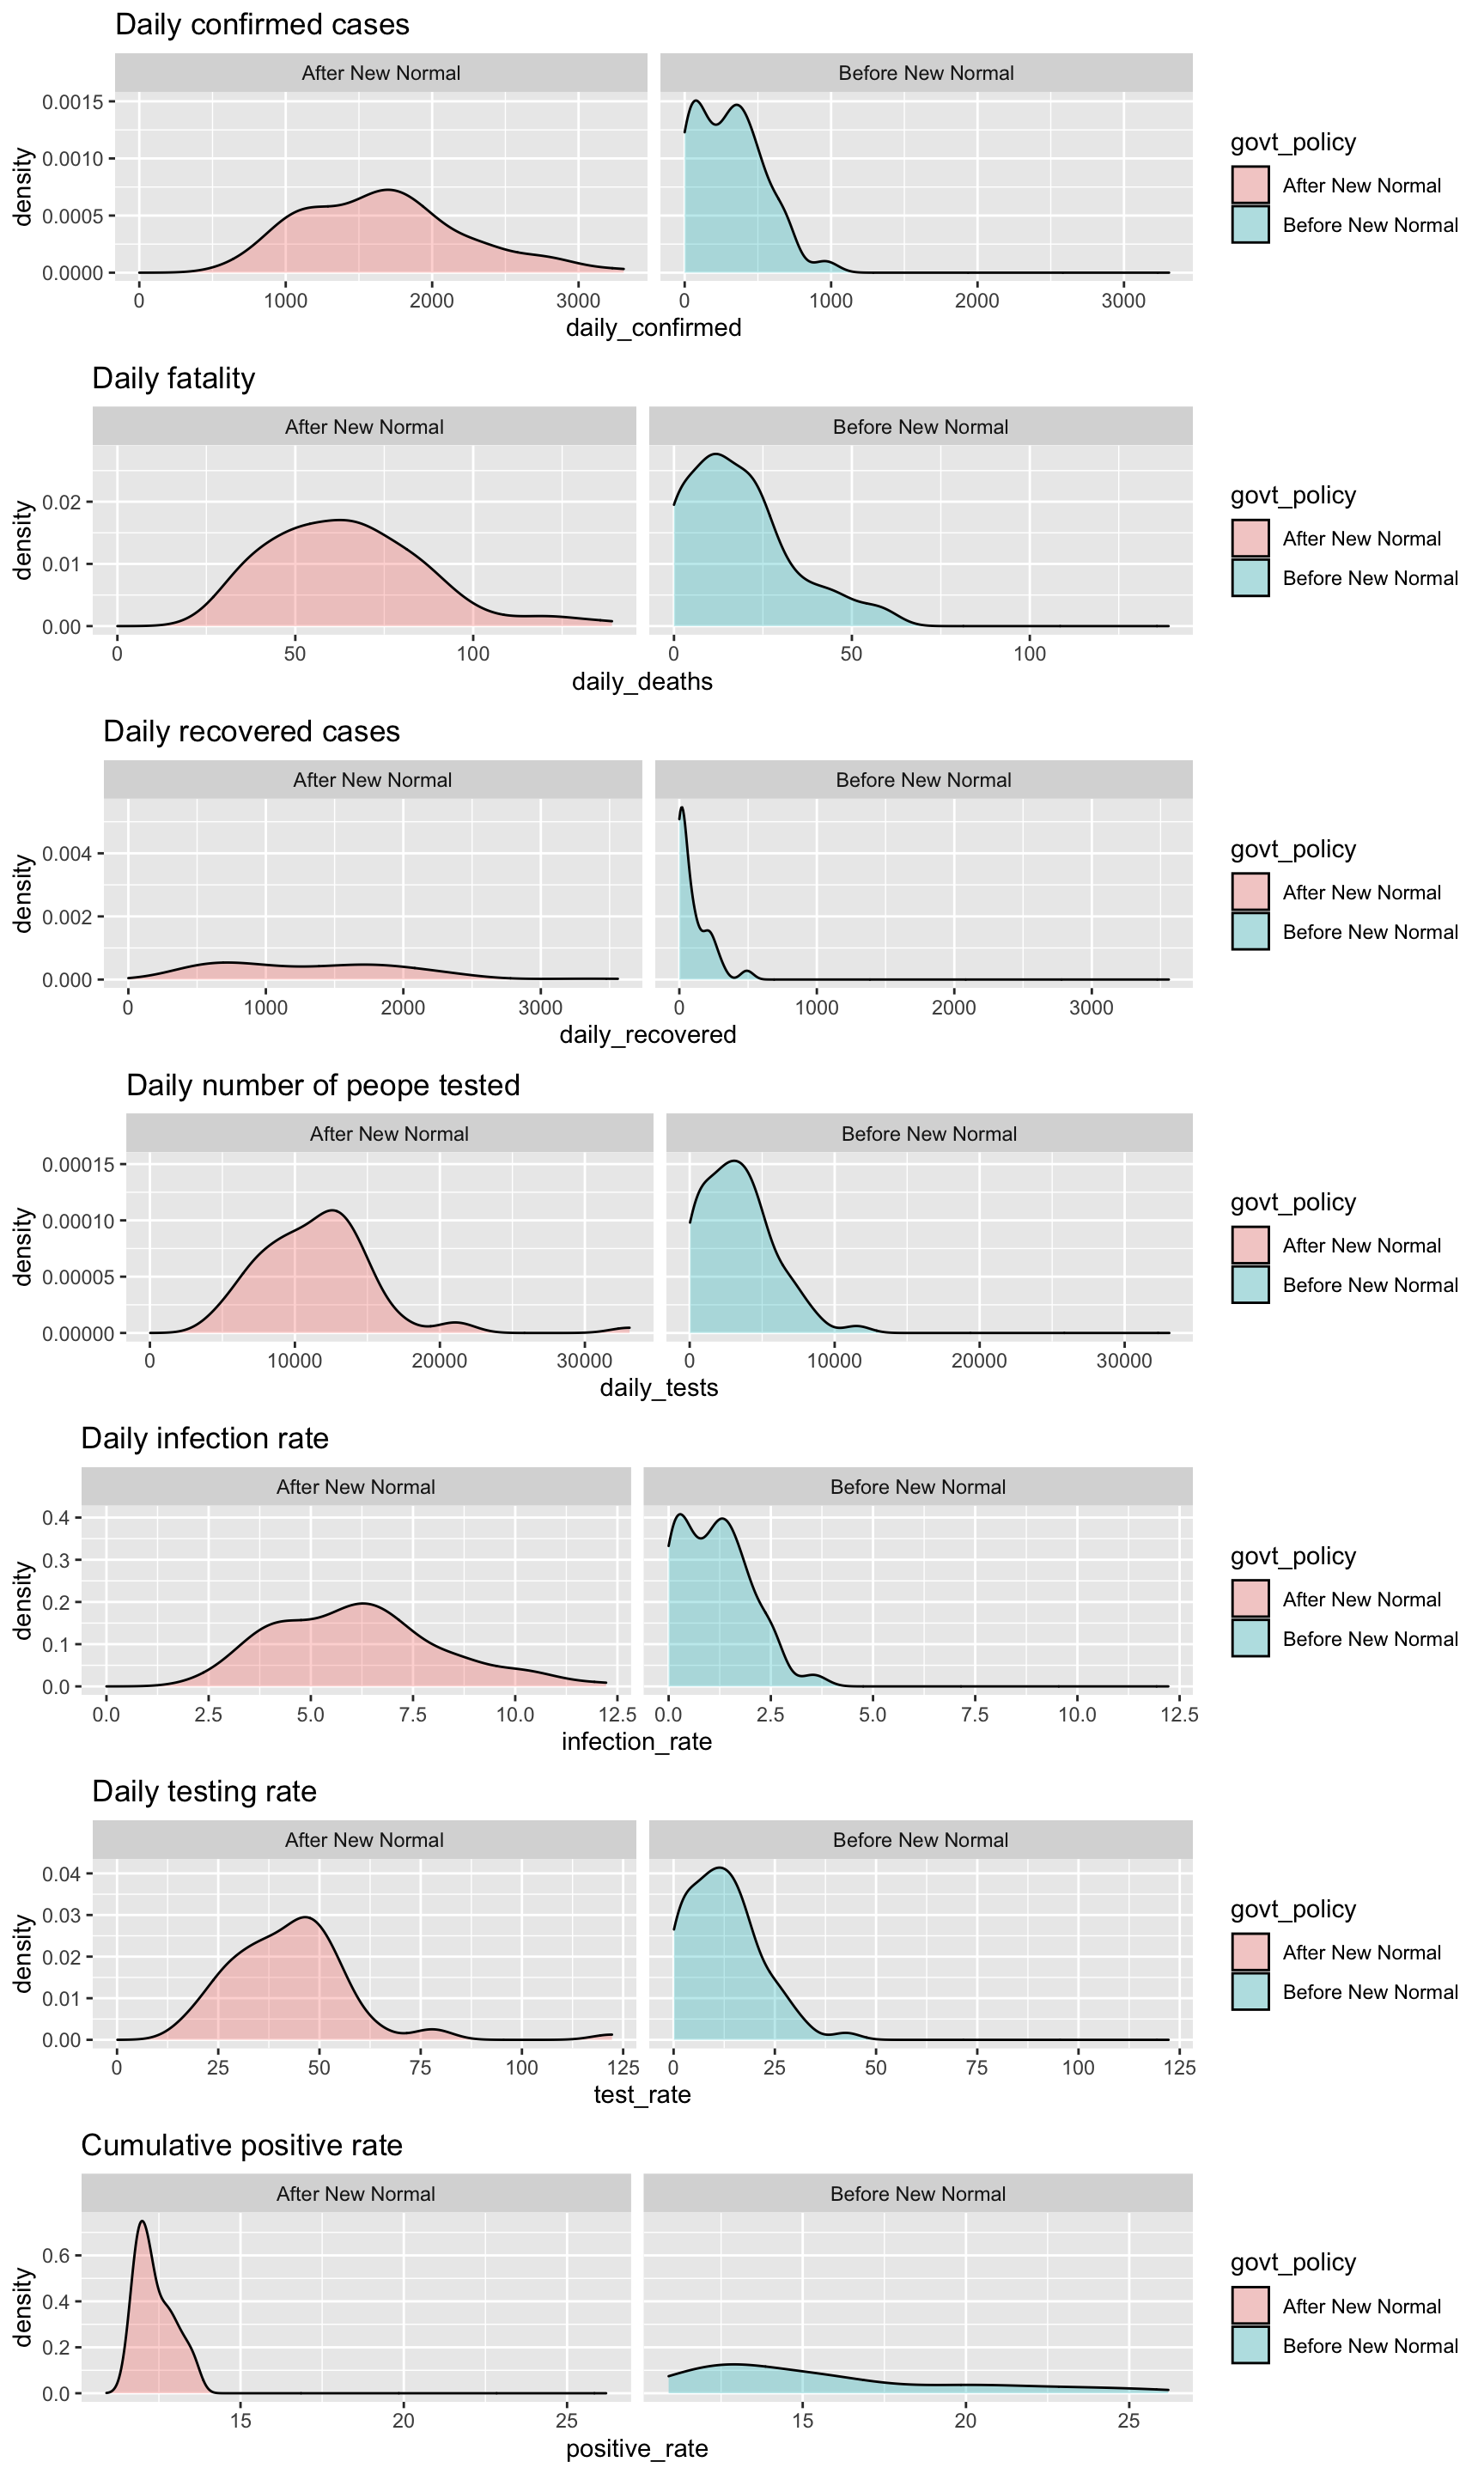 Daily confirmed cases
After New Normal Before New Normal
0.0015
0.0010
0.0005
0.0000
density
0 1000 2000 3000 0 1000 2000 3000
daily_confirmed
govt_policy
After New Normal
Before New Normal
Daily fatality
After New Normal Before New Normal
0.02
0.01
0.00
density
0 50 100 0 50 100
daily_deaths
govt_policy
After New Normal
Before New Normal
Daily recovered cases
After New Normal Before New Normal
0.004
0.002
0.000
density
0 1000 2000 3000 0 1000 2000 3000
daily_recovered
govt_policy
After New Normal
Before New Normal
Daily number of peope tested
After New Normal Before New Normal
0.00015
0.00010
0.00005
0.00000
density
0 10000 20000 30000 0 10000 20000 30000
daily_tests
govt_policy
After New Normal
Before New Normal
Daily infection rate
After New Normal Before New Normal
0.4
0.3
0.2
0.1
0.0
density
0.0 2.5 5.0 7.5 10.0 12.5 0.0 2.5 5.0 7.5 10.0 12.5
infection_rate
govt_policy
After New Normal
Before New Normal
Daily testing rate
After New Normal Before New Normal
0.04
0.03
0.02
0.01
0.00
density
0 25 50 75 100 125 0 25 50 75 100 125
test_rate
govt_policy
After New Normal
Before New Normal
Cumulative positive rate
After New Normal Before New Normal
0.6
0.4
0.2
0.0
density
15 20 25 15 20 25
positive_rate
govt_policy
After New Normal
Before New Normal